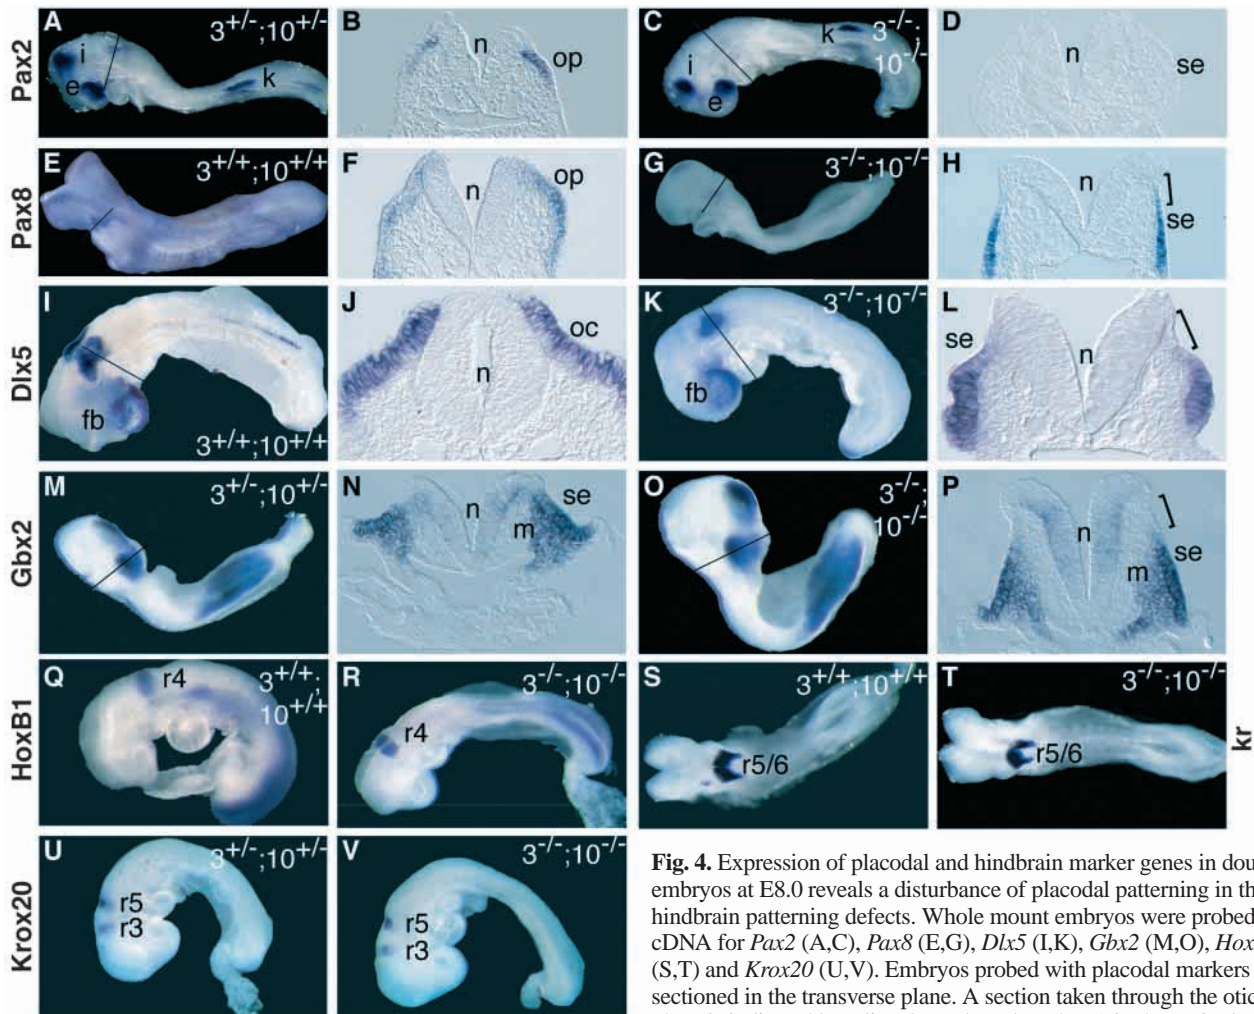 Pax2
A
3+/-;10+/-
i
e
k
B
n
op
C
3-/-;
10-/-
k
i
e
D
n
se
Pax8
E
3+/+;10+/+
F
n
op
G
3-/-;10-/-
H
n
se
Dlx5
I
fb
3+/+;10+/+
J
oc
n
K
3-/-;10-/-
fb
L
se
n
Gbx2
M
3+/-;10+/-
N
n
se
m
O
3-/-;
10-/-
P
n
se
m
HoxB1
Q
r4
3+/+;
10+/+
R
3-/-;10-/-
r4
S
3+/+;10+/+
r5/6
T
3-/-;10-/-
r5/6
kr
Krox20
U
3+/-;10+/-
r5
r3
V
3-/-;10-/-
r5
r3
Fig. 4. Expression of placodal and hindbrain marker genes in dou
embryos at E8.0 reveals a disturbance of placodal patterning in th
hindbrain patterning defects. Whole mount embryos were probed
cDNA for Pax2 (A,C), Pax8 (E,G), Dlx5 (I,K), Gbx2 (M,O), Hox
(S,T) and Krox20 (U,V). Embryos probed with placodal markers
sectioned in the transverse plane. A section taken through the otic